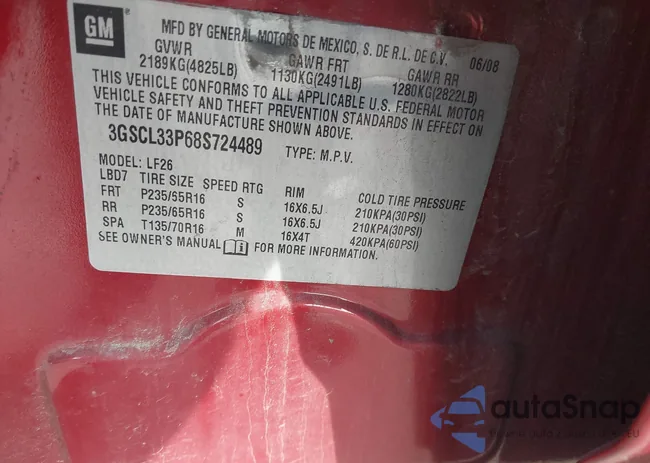 GM
MFD BY GENERAL MOTORS DE MEXICO, S. DE R.L. DE C.V. 06/08
GVWR GAWR FRT GAWR RR
2189KG(4825LB) 1130KG(2491LB) 1280KG(2822LB)
THIS VEHICLE CONFORMS TO ALL APPLICABLE U.S. FEDERAL MOTOR
VEHICLE SAFETY AND THEFT PREVENTION STANDARDS IN EFFECT ON
THE DATE OF MANUFACTURE SHOWN ABOVE.
3GSCL33P68S724489 TYPE: M.P.V.
MODEL: LF26
LBD7 TIRE SIZE SPEED RTG RIM COLD TIRE PRESSURE
FRT P235/65R16 S 16X6.5J 210KPA(30PSI)
RR P235/65R16 S 16X6.5J 210KPA(30PSI)
SPA T135/70R16 M 16X4T 420KPA(60PSI)
SEE OWNER'S MANUAL FOR MORE INFORMATION.
autaSnap